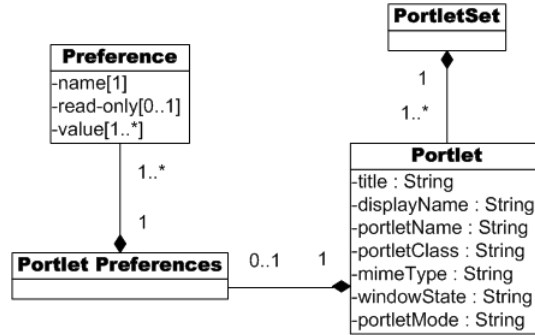 PortletSet
1
1..*
Preference
-name[1]
-read-only[0..1]
-value[1..*]
1..*
1
Portlet Preferences
0..1
1
Portlet
-title : String
-displayName : String
-portletName : String
-portletClass : String
-mimeType : String
-windowState : String
-portletMode : String